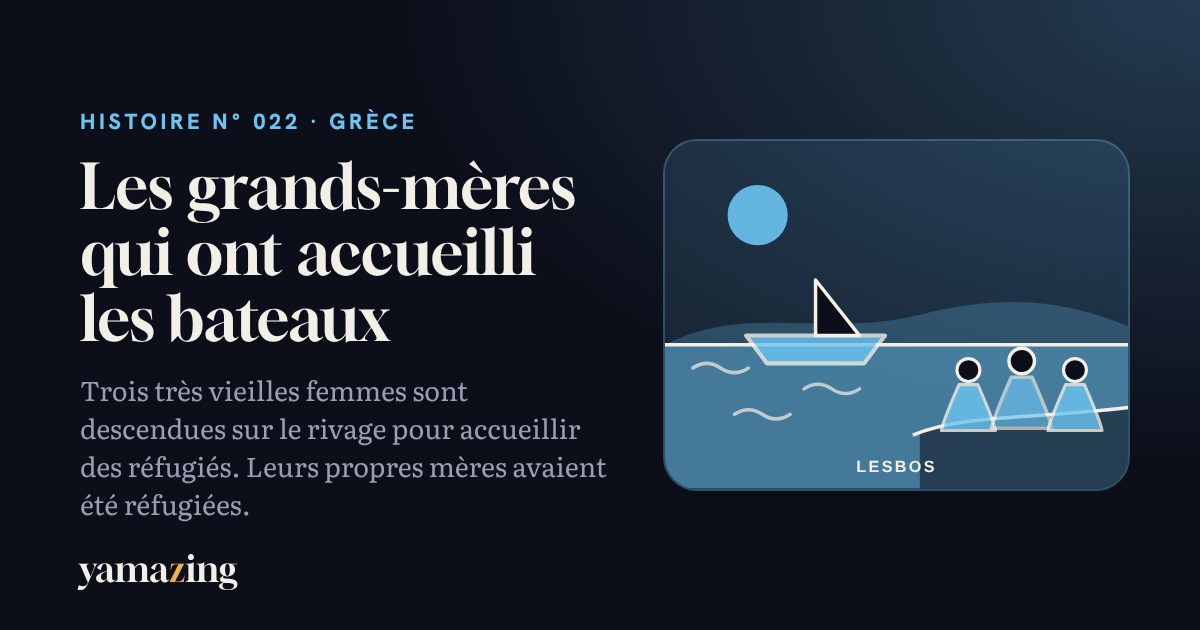 HISTOIRE N° 022 · GRÈCE
Les grands-mères
qui ont accueilli
les bateaux
Trois très vieilles femmes sont
descendues sur le rivage pour accueillir
des réfugiés. Leurs propres mères avaient
été réfugiées.
LESBOS
yamazing